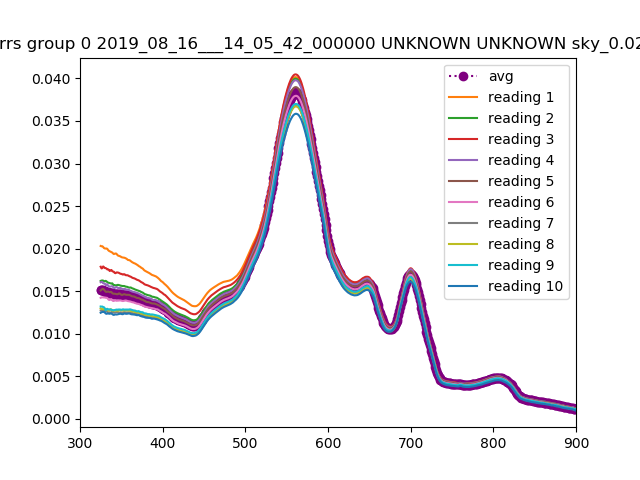 rrs group 0 2019_08_16___14_05_42_000000 UNKNOWN UNKNOWN sky_0.02
0.040
0.035
0.030
0.025
0.020
0.015
0.010
0.005
0.000
300 400 500 600 700 800 900
avg
reading 1
reading 2
reading 3
reading 4
reading 5
reading 6
reading 7
reading 8
reading 9
reading 10